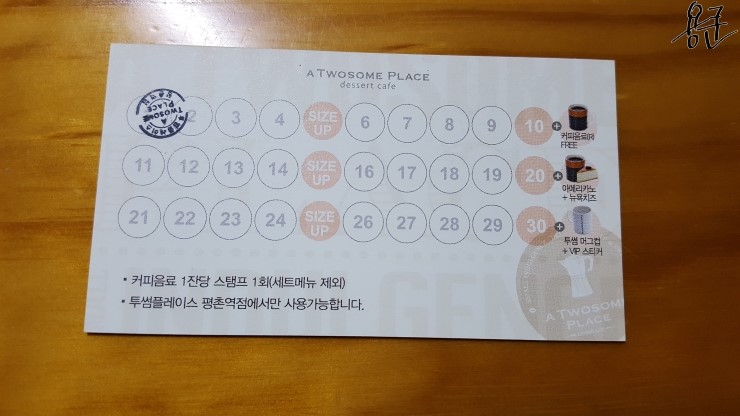 용군
A TWOSOME PLACE
dessert cafe
2 3 4 SIZE UP 6 7 8 9 10 + 커피음료(R) FREE
11 12 13 14 SIZE UP 16 17 18 19 20 + 아메리카노 + 뉴욕치즈
21 22 23 24 SIZE UP 26 27 28 29 30 + 투썸 머그컵 + VIP 스티커
• 커피음료 1잔당 스탬프 1회(세트메뉴 제외)
• 투썸플레이스 평촌역점에서만 사용가능합니다.
A TWOSOME PLACE
A TWOSOME PLACE